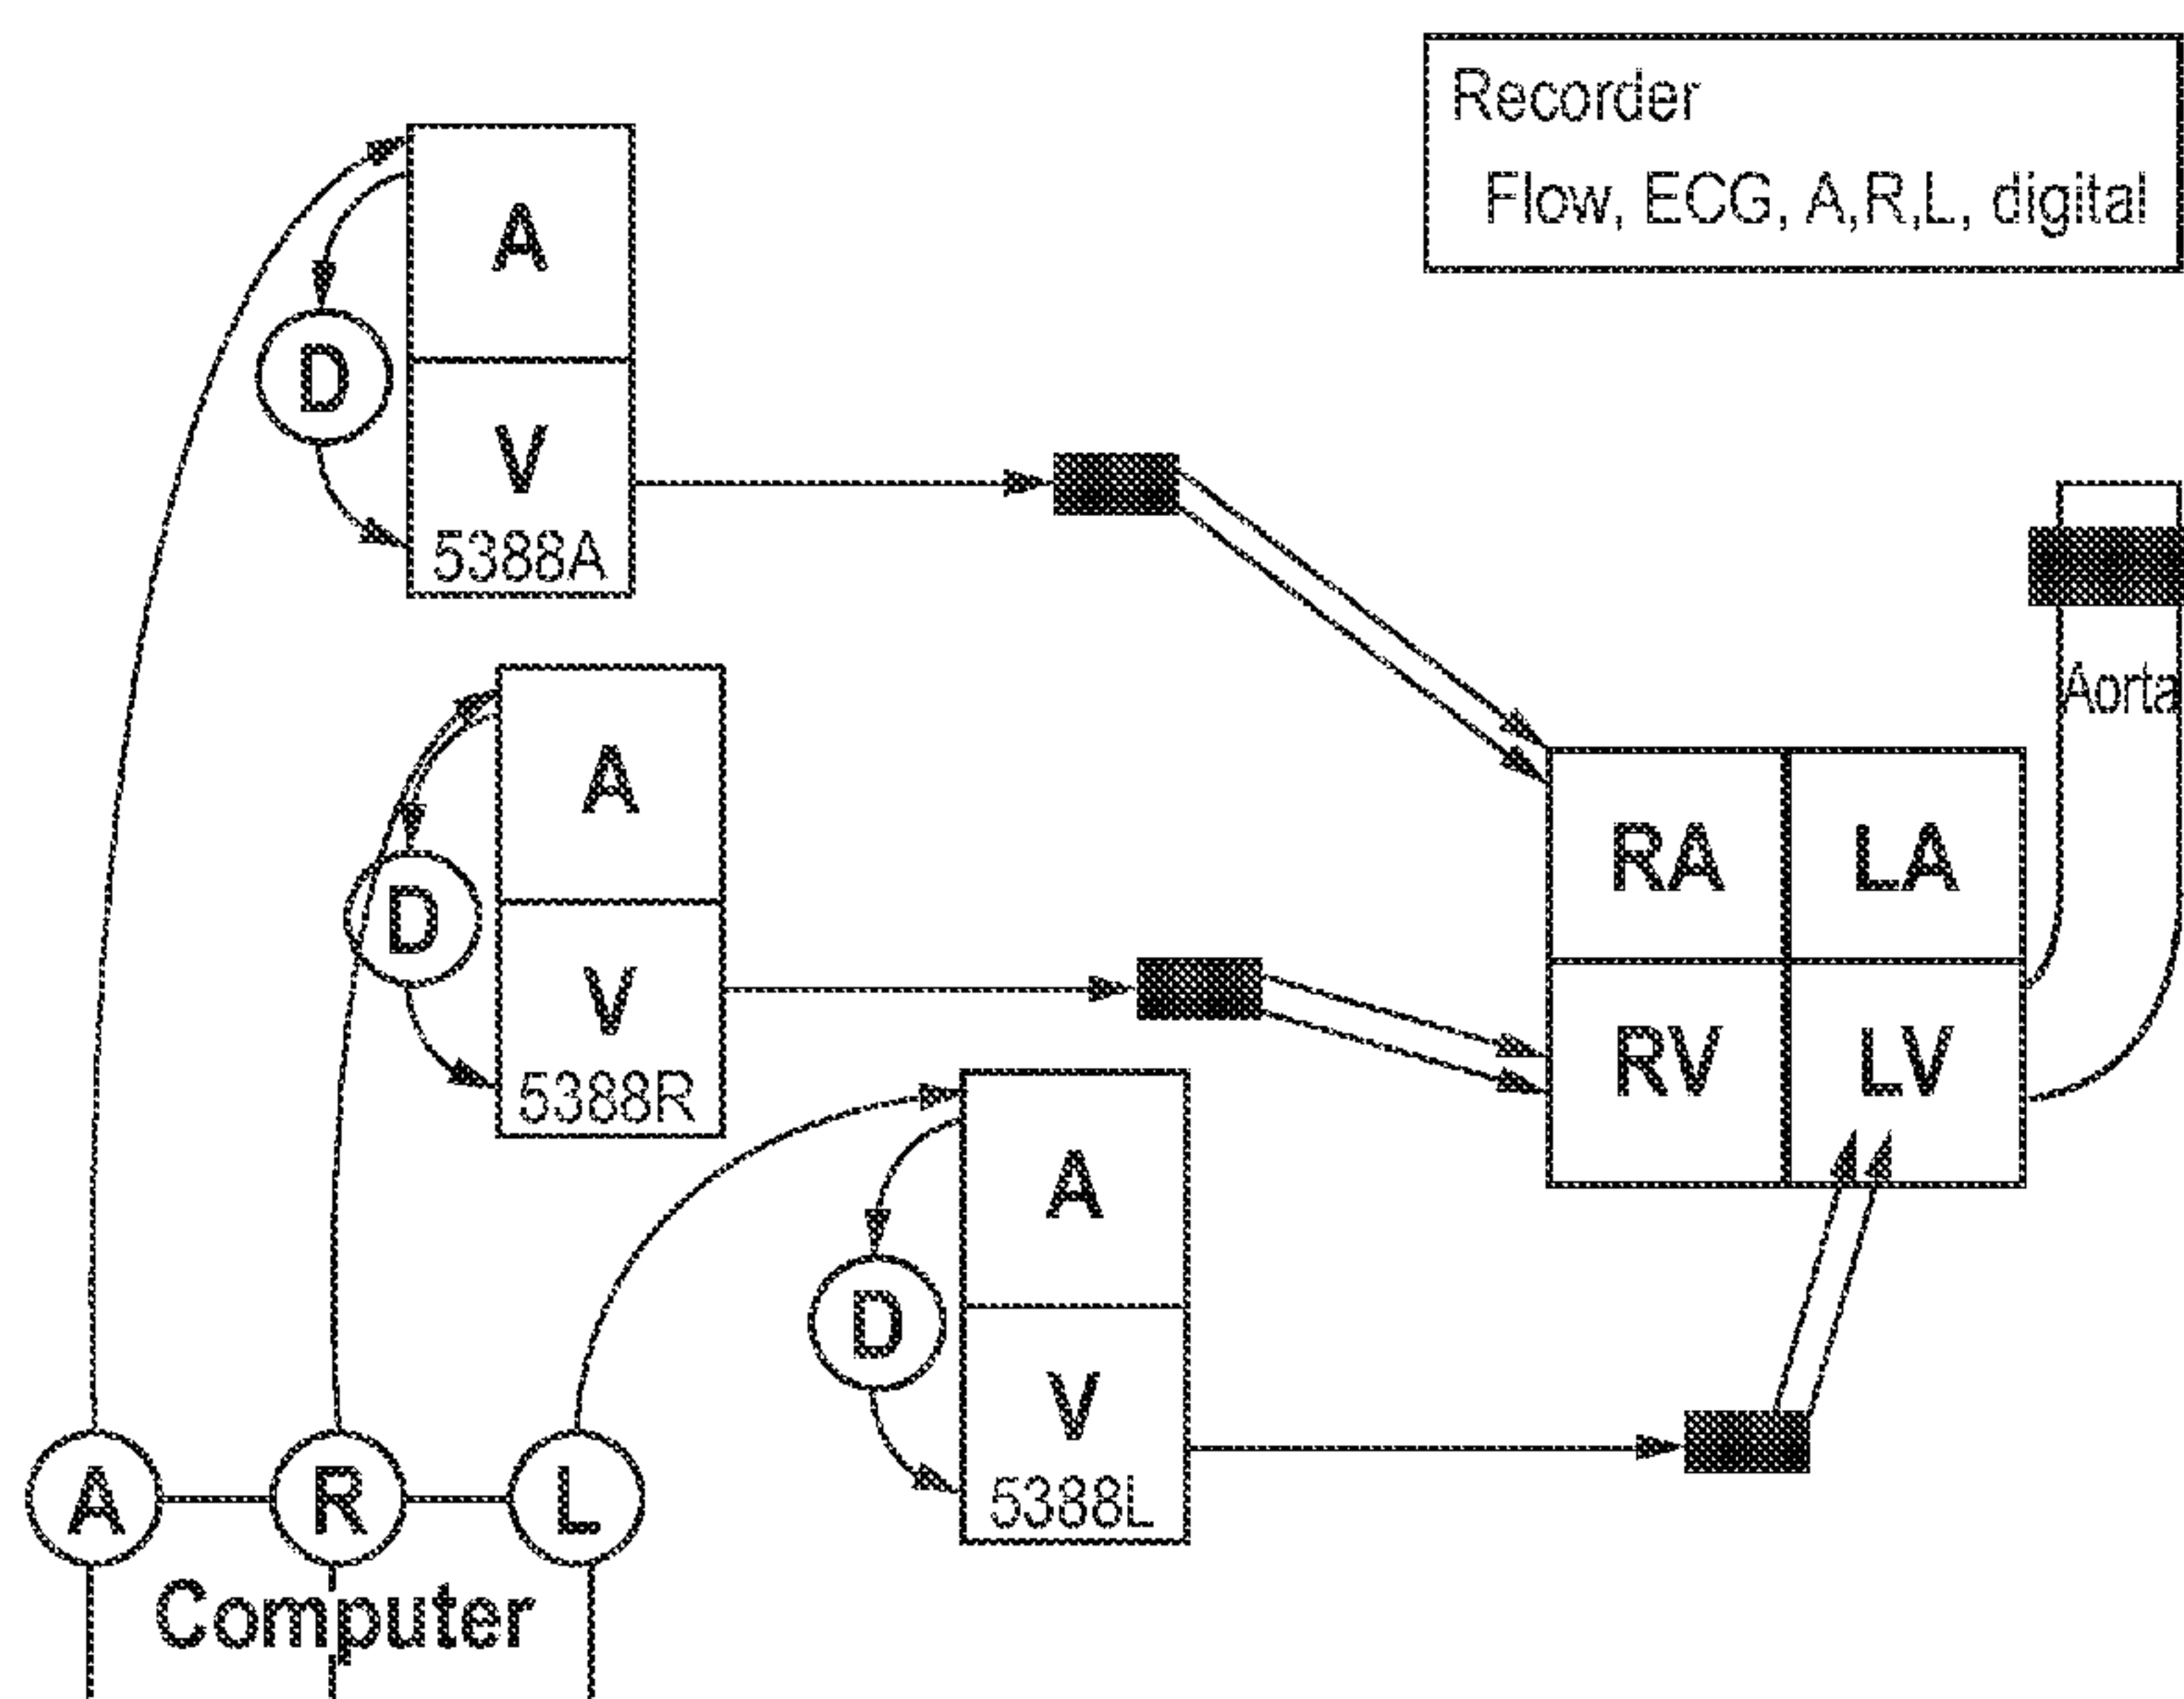 Recorder
Flow, ECG, A,R,L, digital
A
D
V
5388A
Aorta
A
D
V
5388R
RA LA
RV LV
A
D
V
5388L
A R L
Computer